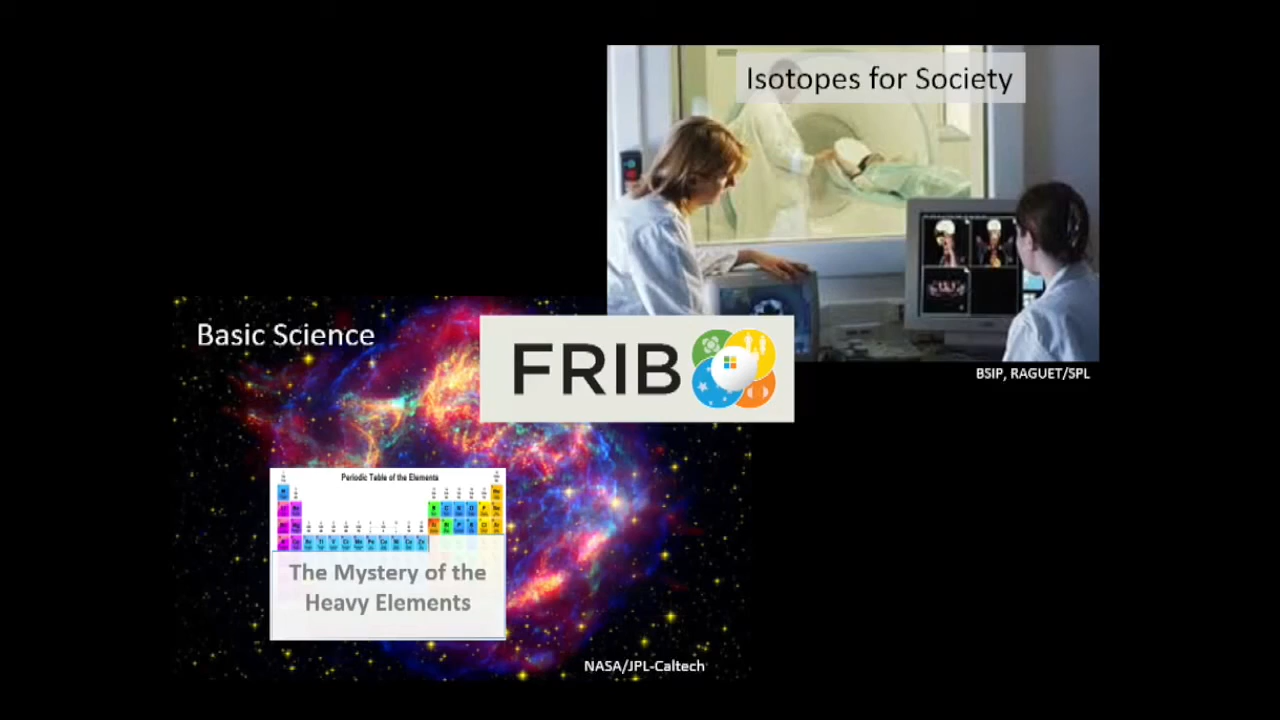 Isotopes for Society
BSIP, RAGUET/SPL
Basic Science
FRIB
Periodic Table of the Elements
The Mystery of the
Heavy Elements
NASA/JPL-Caltech